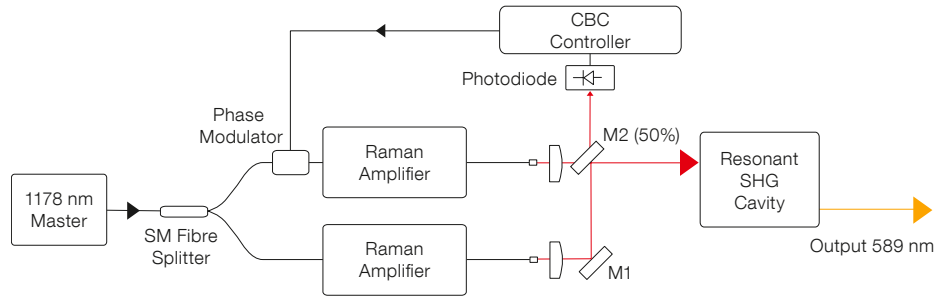 CBC
Controller
Photodiode
Phase
Modulator
M2 (50%)
Raman
Amplifier
Resonant
SHG
Cavity
1178 nm
Master
SM Fibre
Splitter
Raman
Amplifier
M1
Output 589 nm